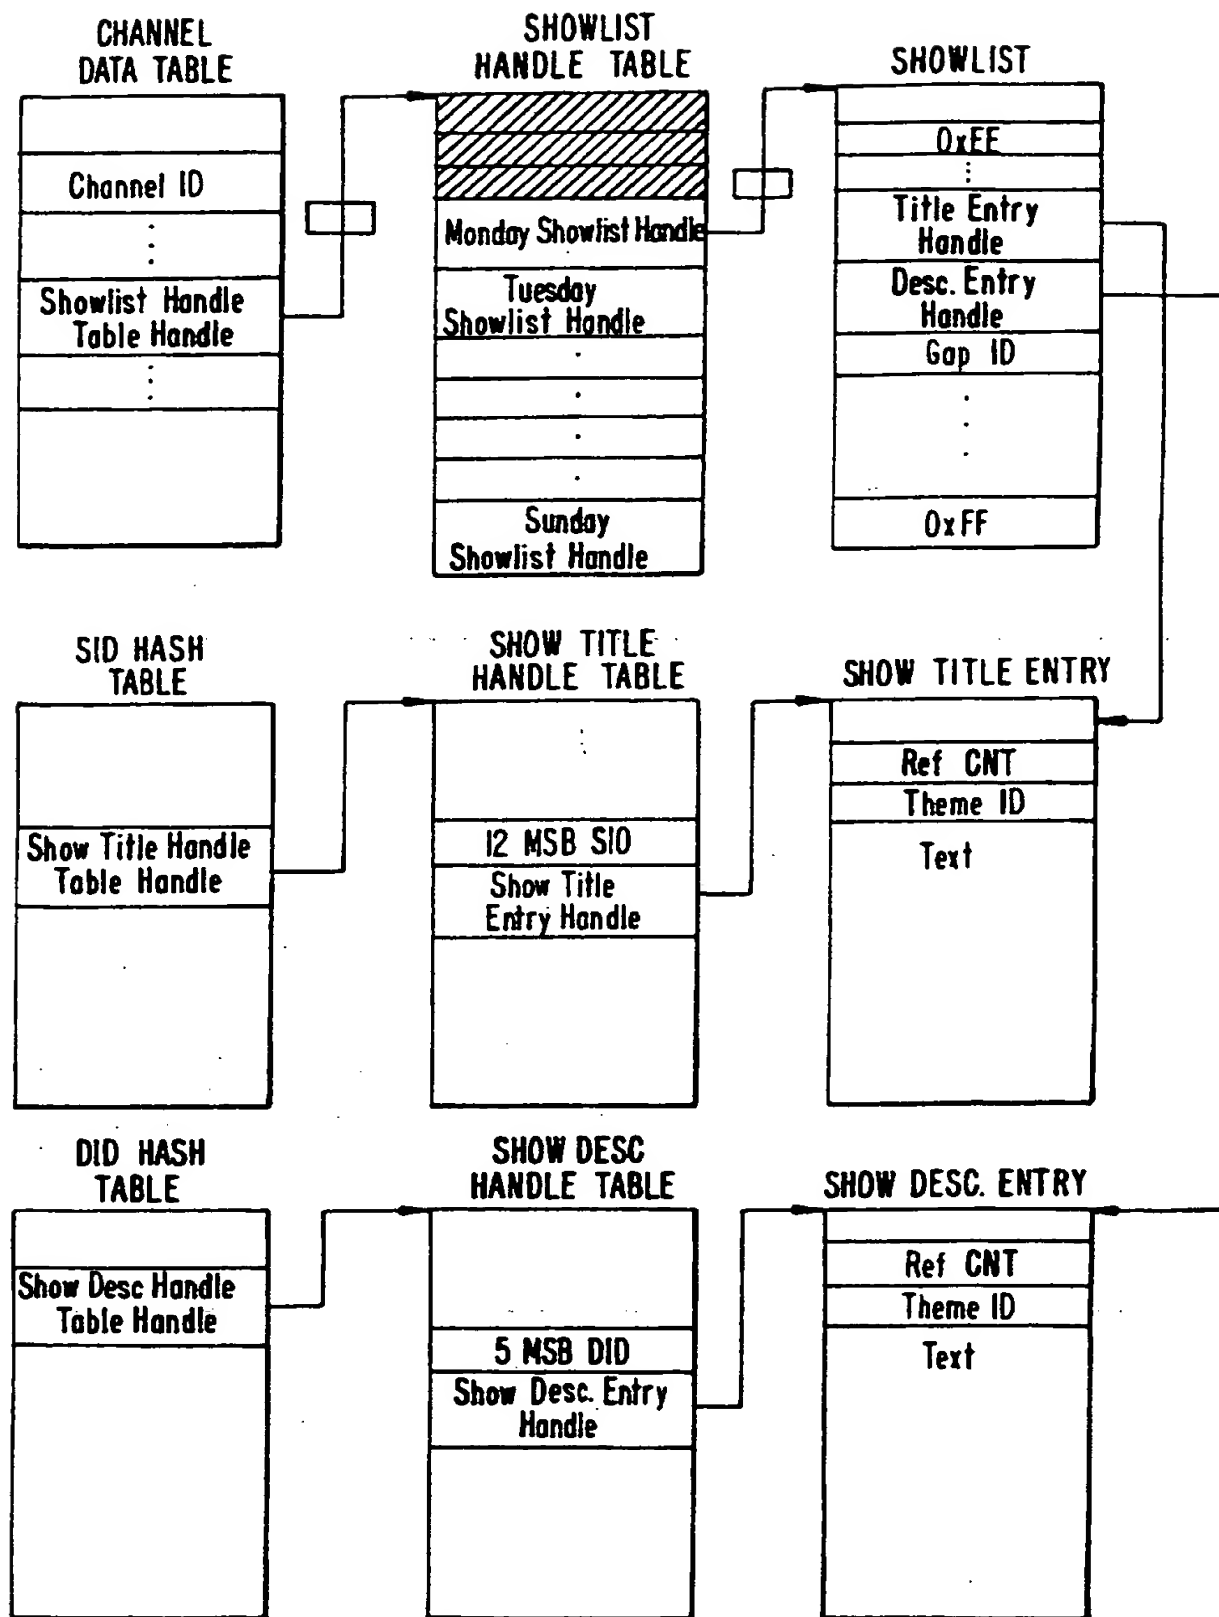 CHANNEL
DATA TABLE
Channel ID
Showlist Handle
Table Handle
SHOWLIST
HANDLE TABLE
Monday Showlist Handle
Tuesday
Showlist Handle
Sunday
Showlist Handle
SHOWLIST
0xEE
Title Entry
Handle
Desc. Entry
Handle
Gap ID
0xFF
SID HASH
TABLE
Show Title Handle
Table Handle
SHOW TITLE
HANDLE TABLE
12 MSB SIO
Show Title
Entry Handle
SHOW TITLE ENTRY
Ref CNT
Theme ID
Text
DID HASH
TABLE
Show Desc Handle
Table Handle
SHOW DESC
HANDLE TABLE
5 MSB DID
Show Desc. Entry
Handle
SHOW DESC. ENTRY
Ref CNT
Theme ID
Text